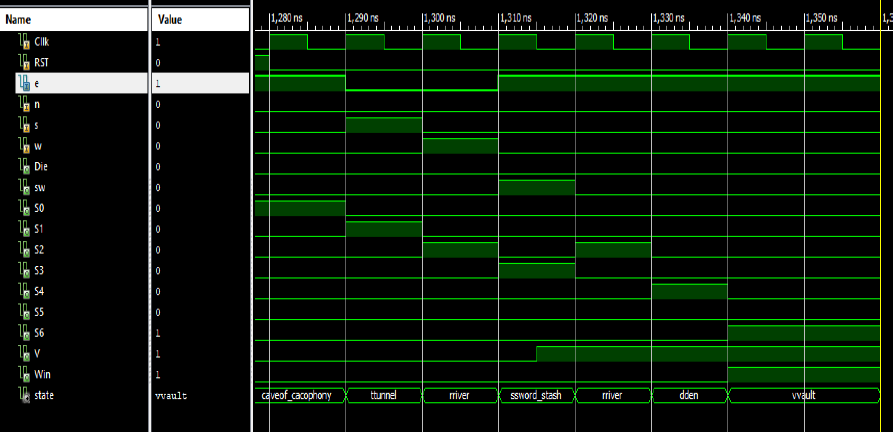 Name Value 1,280 ns 1,290 ns 1,300 ns 1,310 ns 1,320 ns 1,330 ns 1,340 ns 1,350 ns
Cllk 1
RST 0
e 1
n 0
s 0
w 0
Die 0
sw 0
S0 0
S1 0
S2 0
S3 0
S4 0
S5 0
S6 1
V 1
Win 1
state vvault caveof_cacophony ttunnel rriver ssword_stash rriver dden vvault